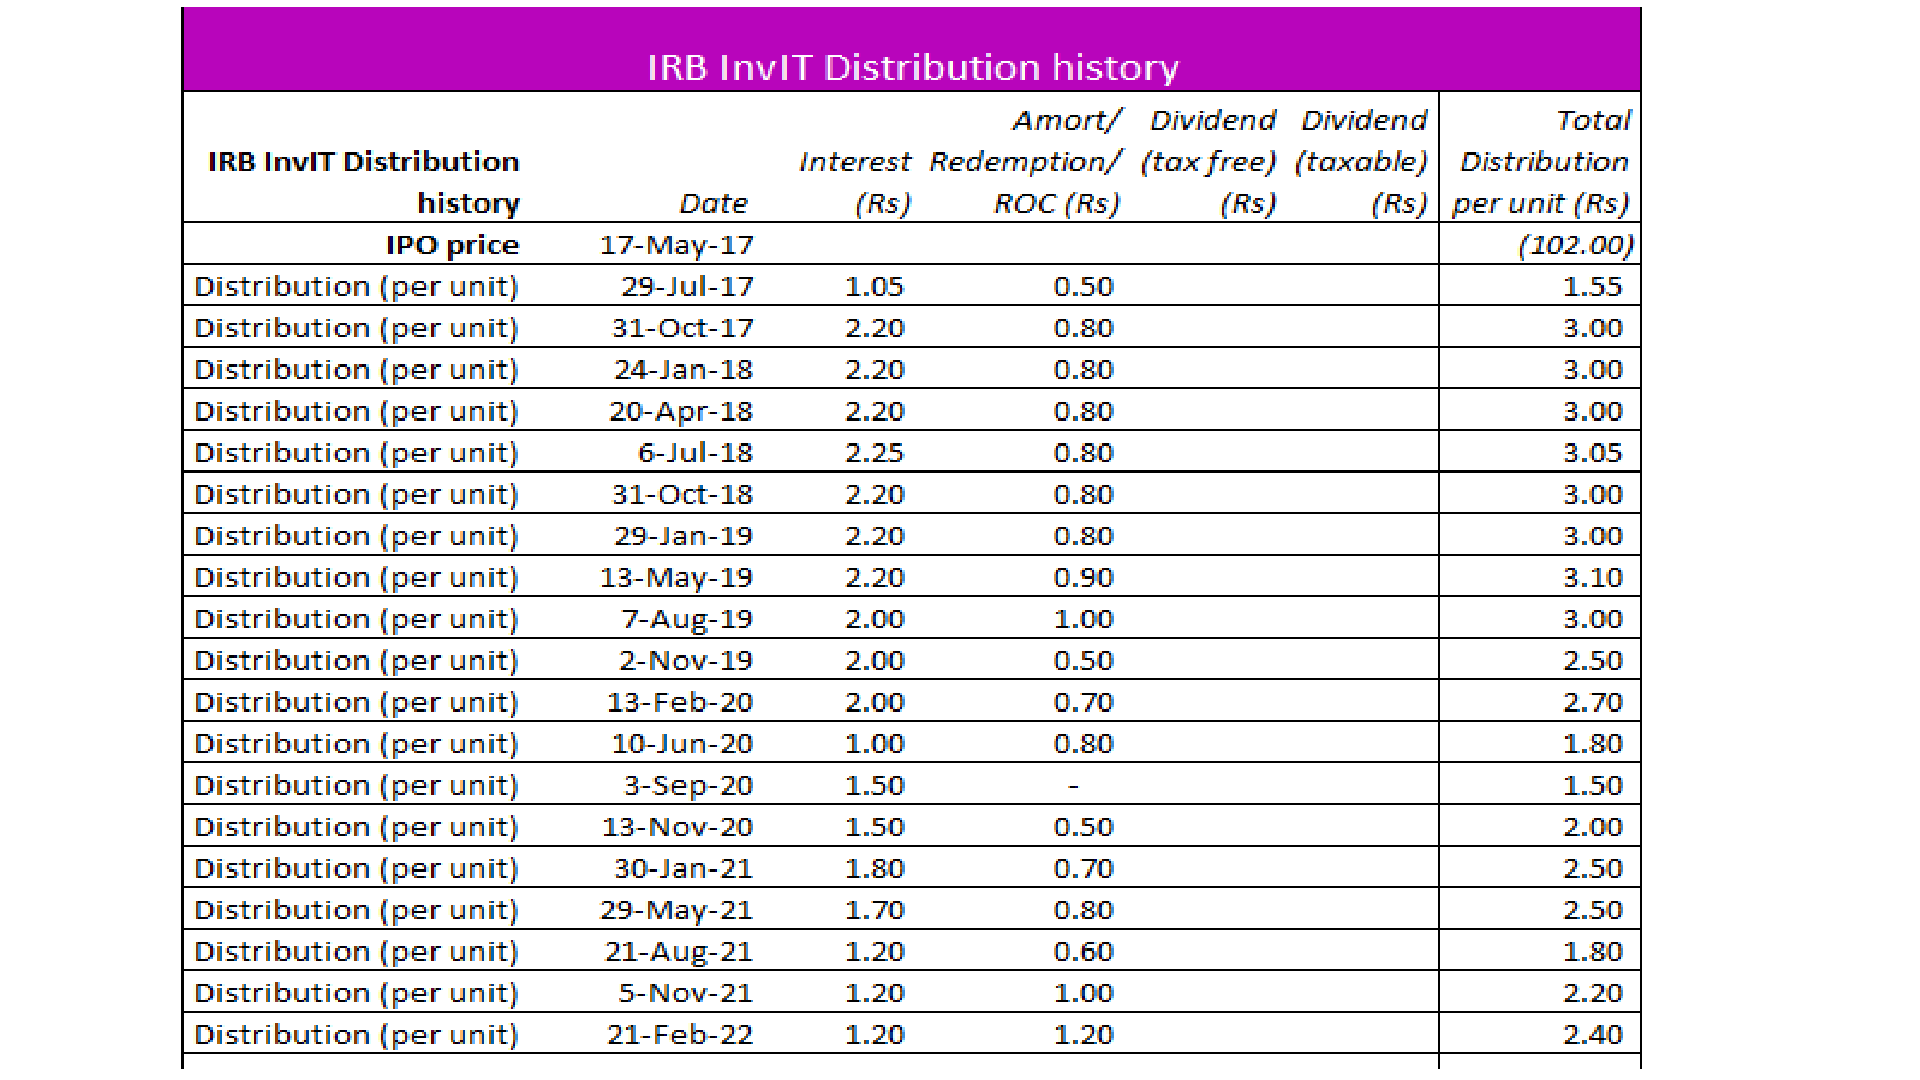 IRB InvIT Distribution history
IRB InvIT Distribution history Date Interest (Rs) Amort/ Redemption/ ROC (Rs) Dividend (tax free) (Rs) Dividend (taxable) (Rs) Total Distribution per unit (Rs)
IPO price 17-May-17 (102.00)
Distribution (per unit) 29-Jul-17 1.05 0.50 1.55
Distribution (per unit) 31-Oct-17 2.20 0.80 3.00
Distribution (per unit) 24-Jan-18 2.20 0.80 3.00
Distribution (per unit) 20-Apr-18 2.20 0.80 3.00
Distribution (per unit) 6-Jul-18 2.25 0.80 3.05
Distribution (per unit) 31-Oct-18 2.20 0.80 3.00
Distribution (per unit) 29-Jan-19 2.20 0.80 3.00
Distribution (per unit) 13-May-19 2.20 0.90 3.10
Distribution (per unit) 7-Aug-19 2.00 1.00 3.00
Distribution (per unit) 2-Nov-19 2.00 0.50 2.50
Distribution (per unit) 13-Feb-20 2.00 0.70 2.70
Distribution (per unit) 10-Jun-20 1.00 0.80 1.80
Distribution (per unit) 3-Sep-20 1.50 - 1.50
Distribution (per unit) 13-Nov-20 1.50 0.50 2.00
Distribution (per unit) 30-Jan-21 1.80 0.70 2.50
Distribution (per unit) 29-May-21 1.70 0.80 2.50
Distribution (per unit) 21-Aug-21 1.20 0.60 1.80
Distribution (per unit) 5-Nov-21 1.20 1.00 2.20
Distribution (per unit) 21-Feb-22 1.20 1.20 2.40